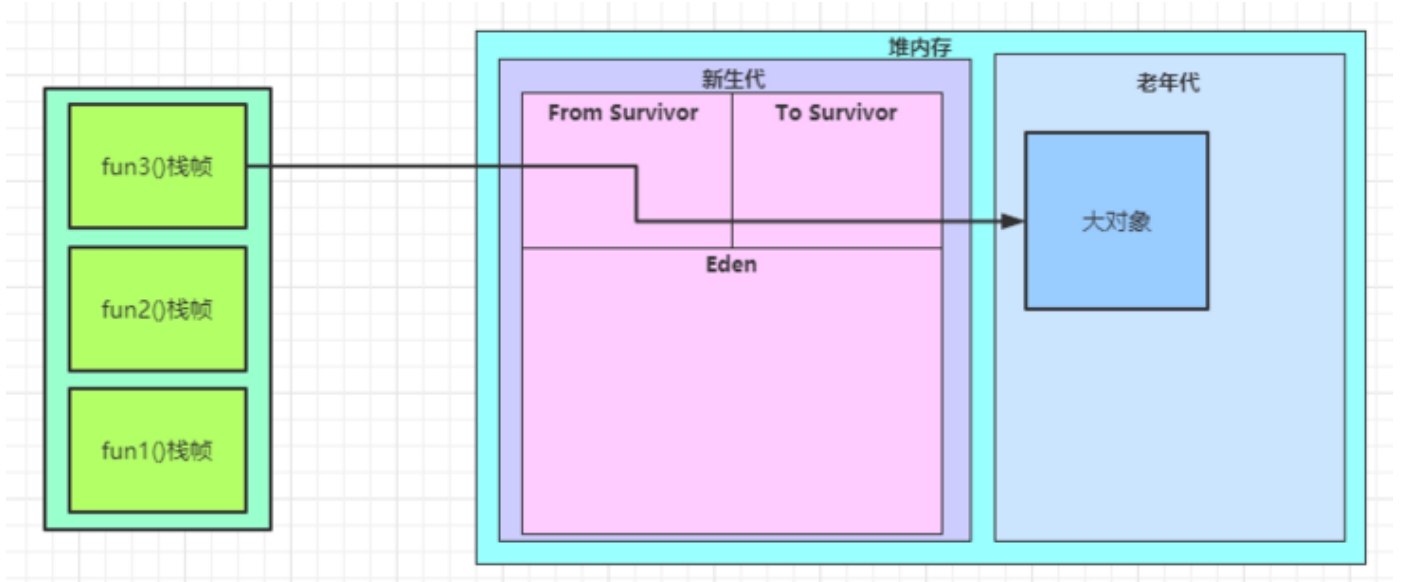 堆内存
新生代
老年代
From Survivor
To Survivor
fun3()栈帧
大对象
Eden
fun2()栈帧
fun1()栈帧